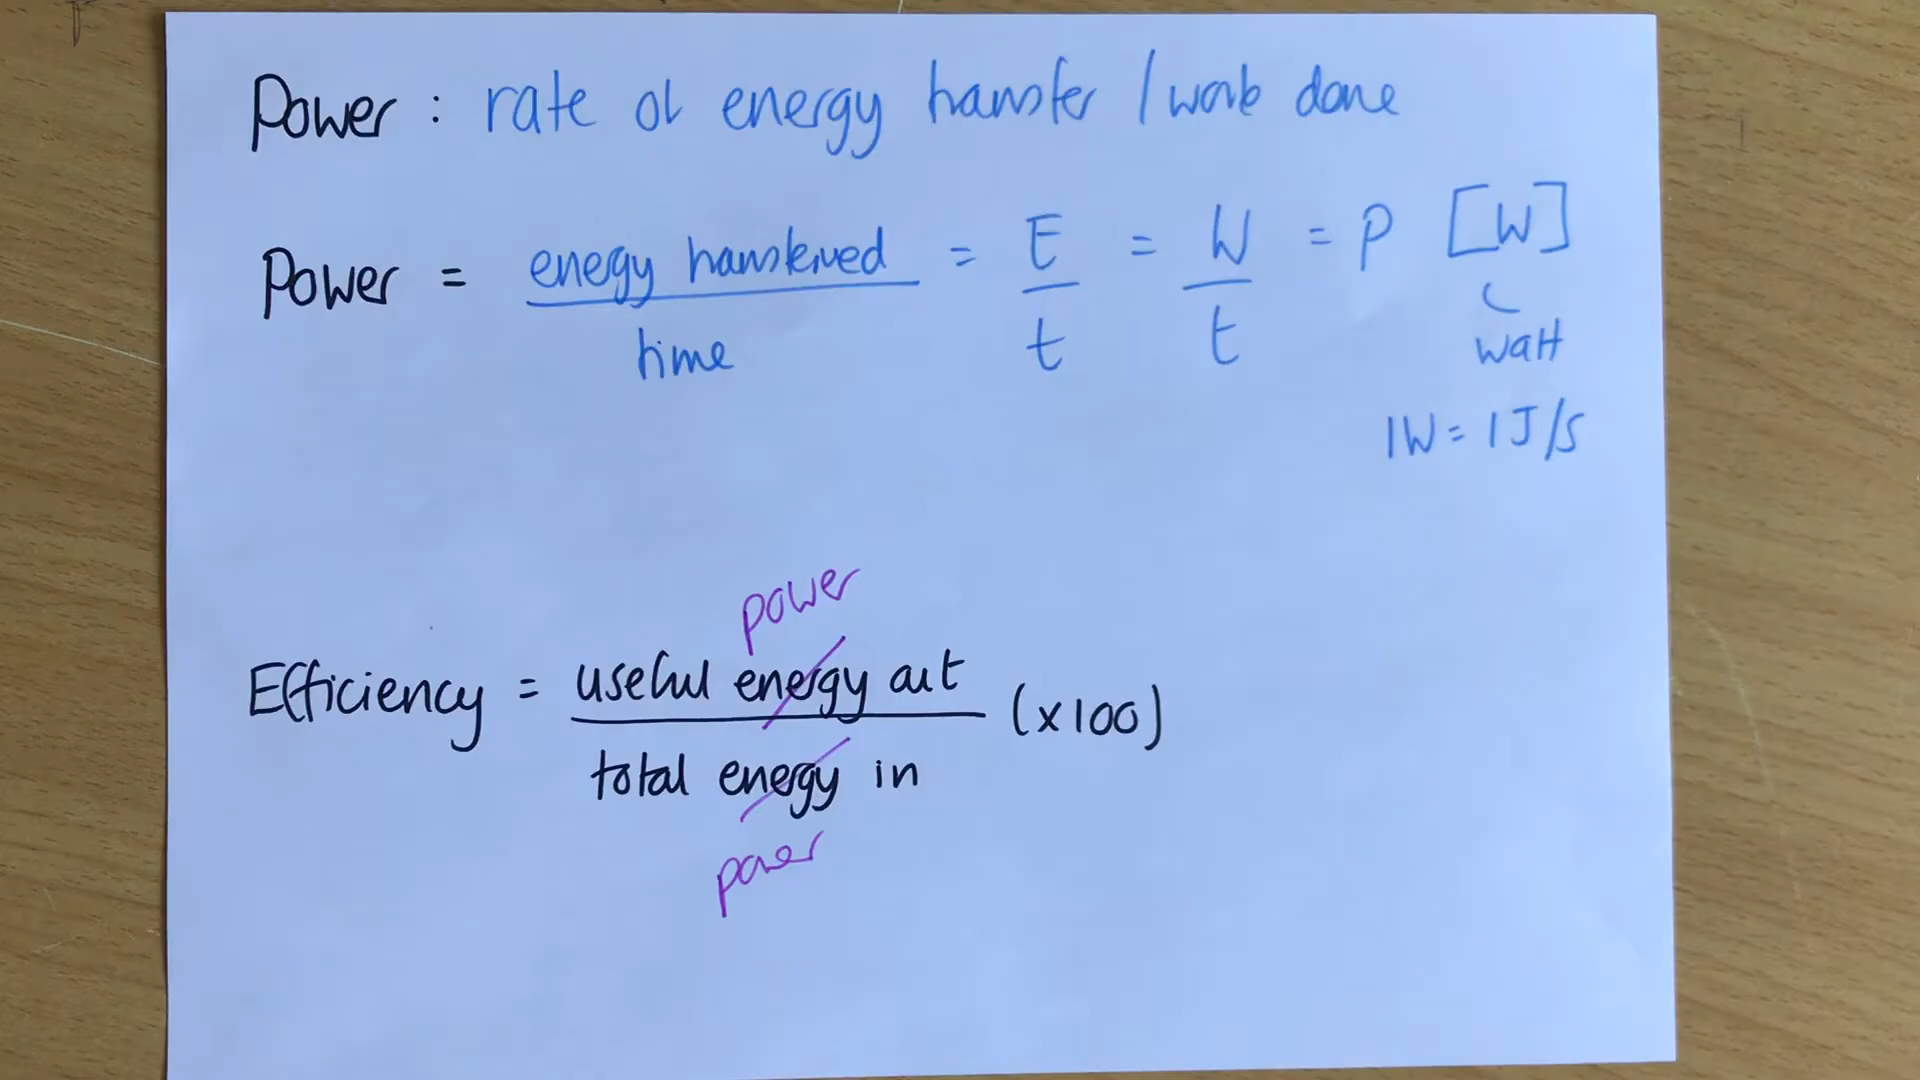 Power : rate of energy transfer / work done
Power = energy transferred / time = E / t = W / t = P [W]
watt
1W = 1J/s
power
Efficiency = useful energy out / total energy in (x100)
power